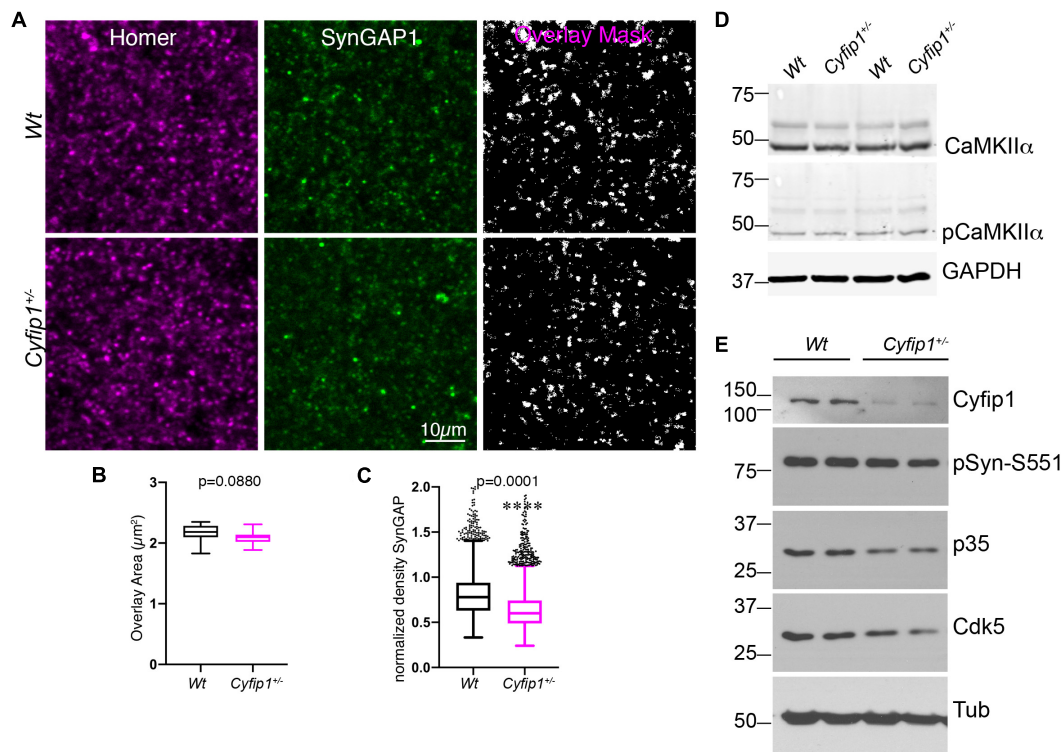 A
Homer
SynGAP1
Overlay Mask
Wt
Cyfip1+/-
10µm
B
p=0.0880
Overlay Area (µm²)
3
2
1
0
Wt
Cyfip1+/-
C
p=0.0001
****
normalized density SynGAP
2.0
1.5
1.0
0.5
0.0
Wt
Cyfip1+/-
D
Wt Cyfip1+/- Wt Cyfip1+/-
75
50
CaMKIIα
75
50
pCaMKIIα
37
GAPDH
E
Wt Cyfip1+/-
150
100
Cyfip1
75
pSyn-S551
37
25
p35
37
25
Cdk5
50
Tub